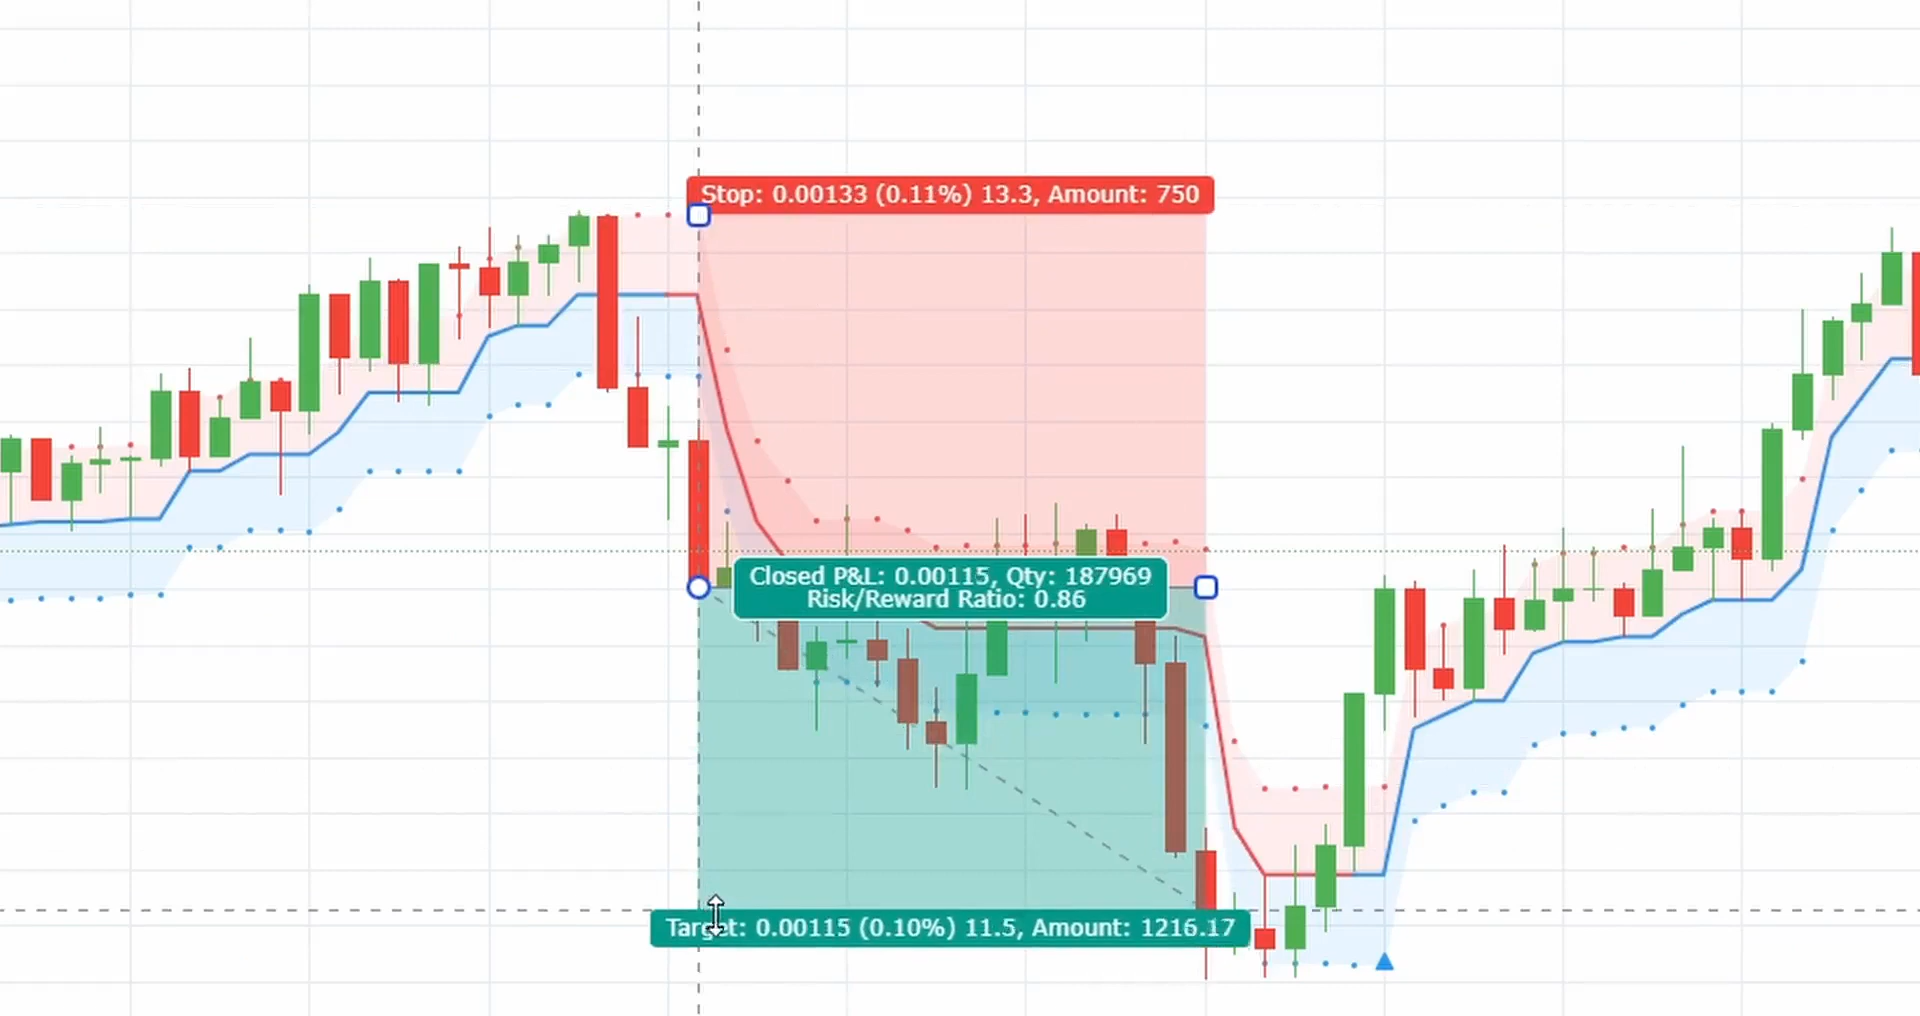 Stop: 0.00133 (0.11%) 13.3, Amount: 750
Closed P&L: 0.00115, Qty: 187969
Risk/Reward Ratio: 0.86
Target: 0.00115 (0.10%) 11.5, Amount: 1216.17